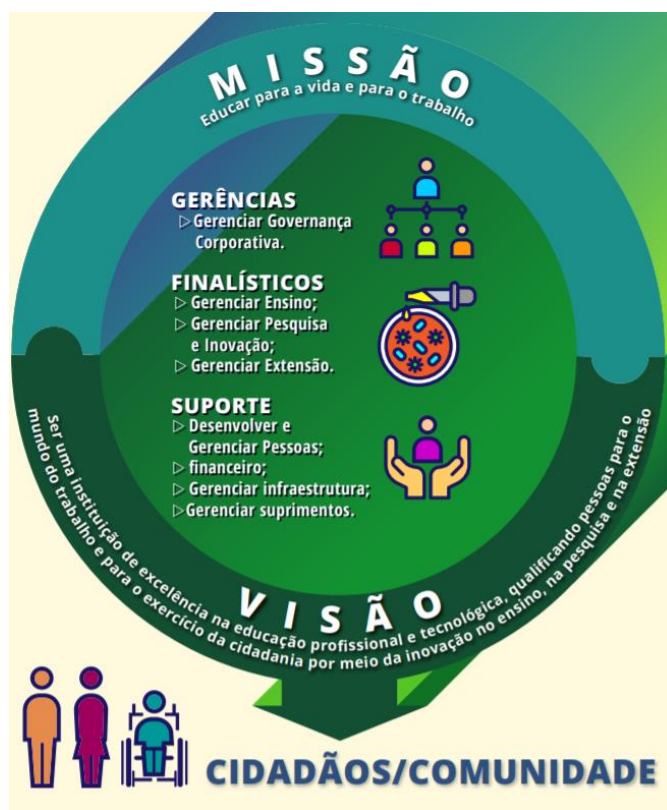 MISSÃO
Educar para a vida e para o trabalho
GERÊNCIAS
▷ Gerenciar Governança
Corporativa.
FINALÍSTICOS
▷ Gerenciar Ensino;
▷ Gerenciar Pesquisa
e Inovação;
▷ Gerenciar Extensão.
SUPORTE
▷ Desenvolver e
Gerenciar Pessoas;
▷ financeiro;
▷ Gerenciar infraestrutura;
▷Gerenciar suprimentos.
VISÃO
Ser uma instituição de excelência na educação profissional e tecnológica, qualificando pessoas para o
mundo do trabalho e para o exercício da cidadania por meio da inovação no ensino, na pesquisa e na extensão
CIDADÃOS/COMUNIDADE